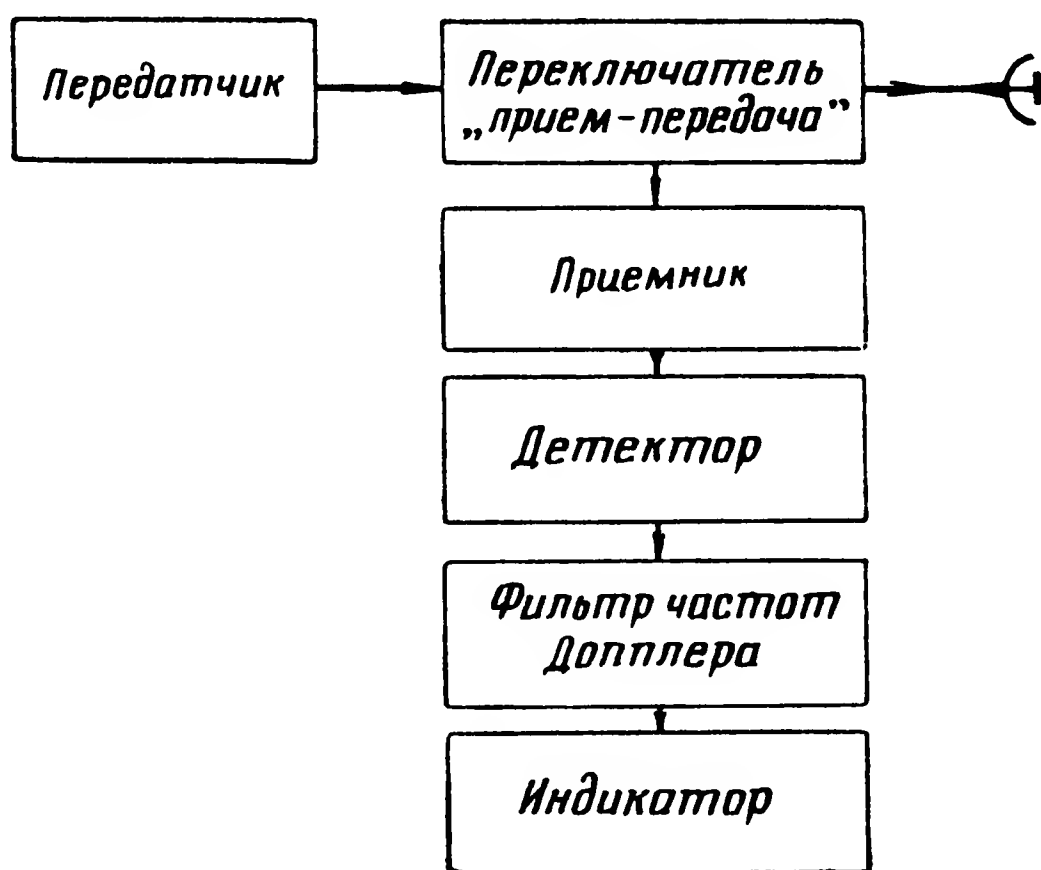 Передатчик
Переключатель
„прием-передача”
Приемник
Детектор
Фильтр частот
Допплера
Индикатор